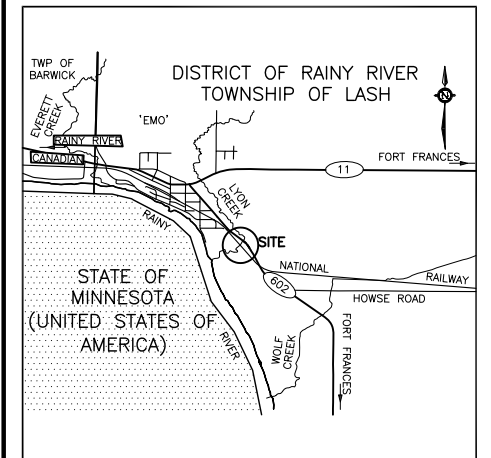 TWP OF
BARWICK
DISTRICT OF RAINY RIVER
TOWNSHIP OF LASH
N
EVERETT
CREEK
'EMO'
RAINY RIVER
CANADIAN
FORT FRANCES
11
LYON
CREEK
RAINY
SITE
NATIONAL
RAILWAY
602
HOWSE ROAD
STATE OF
MINNESOTA
(UNITED STATES OF
AMERICA)
RIVER
WOLF
CREEK
FORT FRANCES